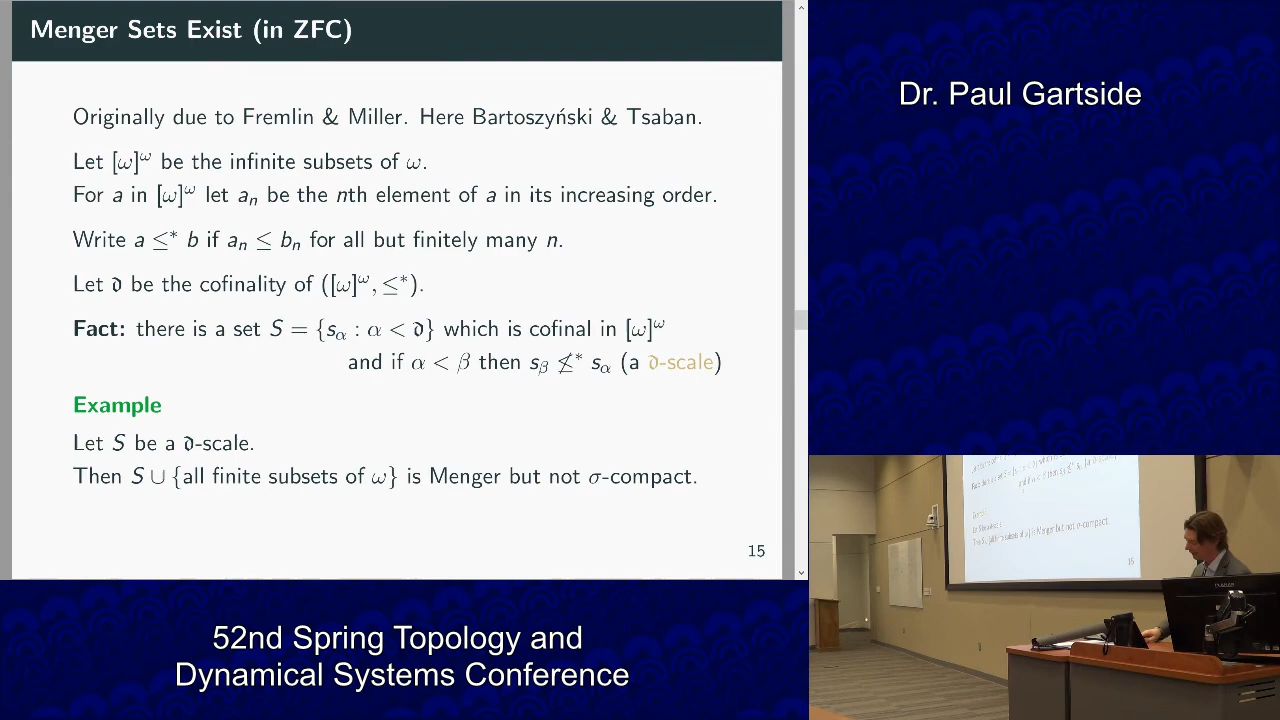 Menger Sets Exist (in ZFC)
Originally due to Fremlin & Miller. Here Bartoszyński & Tsaban.
Let [ω]^ω be the infinite subsets of ω.
For a in [ω]^ω let aₙ be the nth element of a in its increasing order.
Write a ≤* b if aₙ ≤ bₙ for all but finitely many n.
Let 𝔡 be the cofinality of ([ω]^ω, ≤*).
Fact: there is a set S = {s_α : α < 𝔡} which is cofinal in [ω]^ω
and if α < β then s_β ≰* s_α (a 𝔡-scale)
Example
Let S be a 𝔡-scale.
Then S ∪ {all finite subsets of ω} is Menger but not σ-compact.
15
Dr. Paul Gartside
52nd Spring Topology and
Dynamical Systems Conference